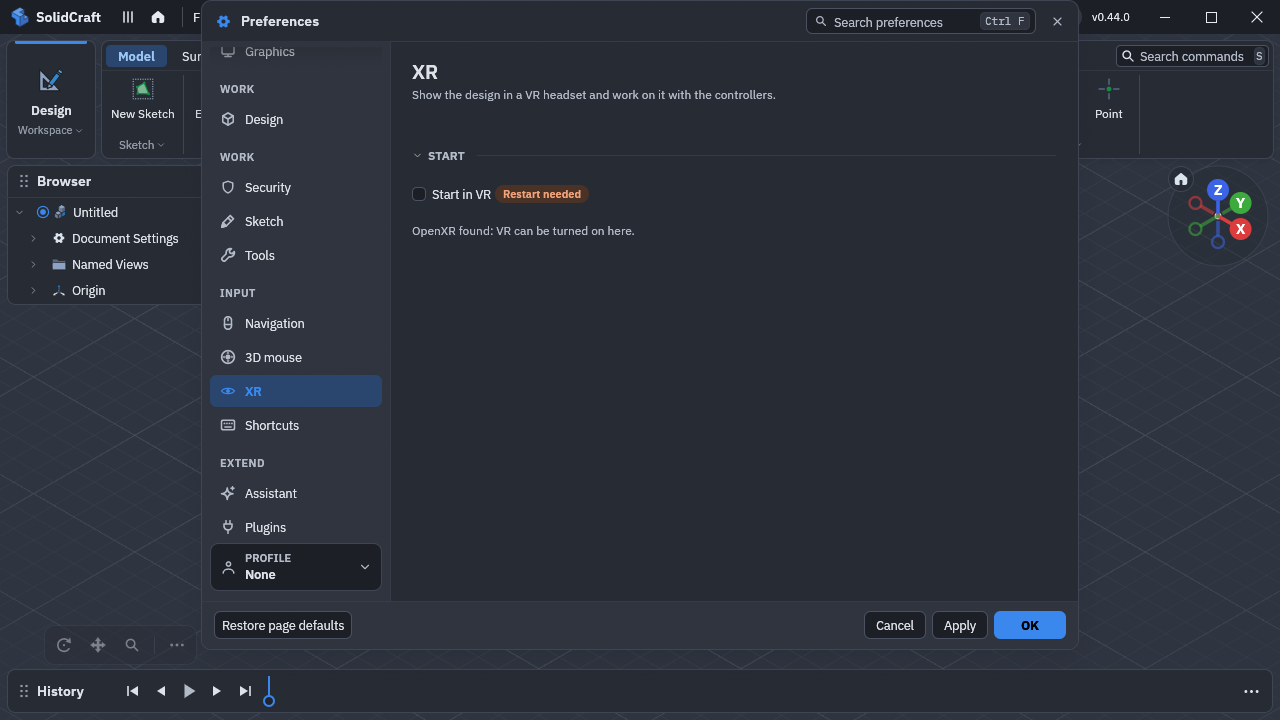 SolidCraft
F
Preferences
Search preferences
Ctrl F
v0.44.0
Design
Workspace
Model
Sur
New Sketch
E
Sketch
Search commands
S
Point
Browser
Untitled
Document Settings
Named Views
Origin
Graphics
WORK
Design
WORK
Security
Sketch
Tools
INPUT
Navigation
3D mouse
XR
Shortcuts
EXTEND
Assistant
Plugins
PROFILE
None
XR
Show the design in a VR headset and work on it with the controllers.
START
Start in VR
Restart needed
OpenXR found: VR can be turned on here.
Z
Y
X
Restore page defaults
Cancel
Apply
OK
History